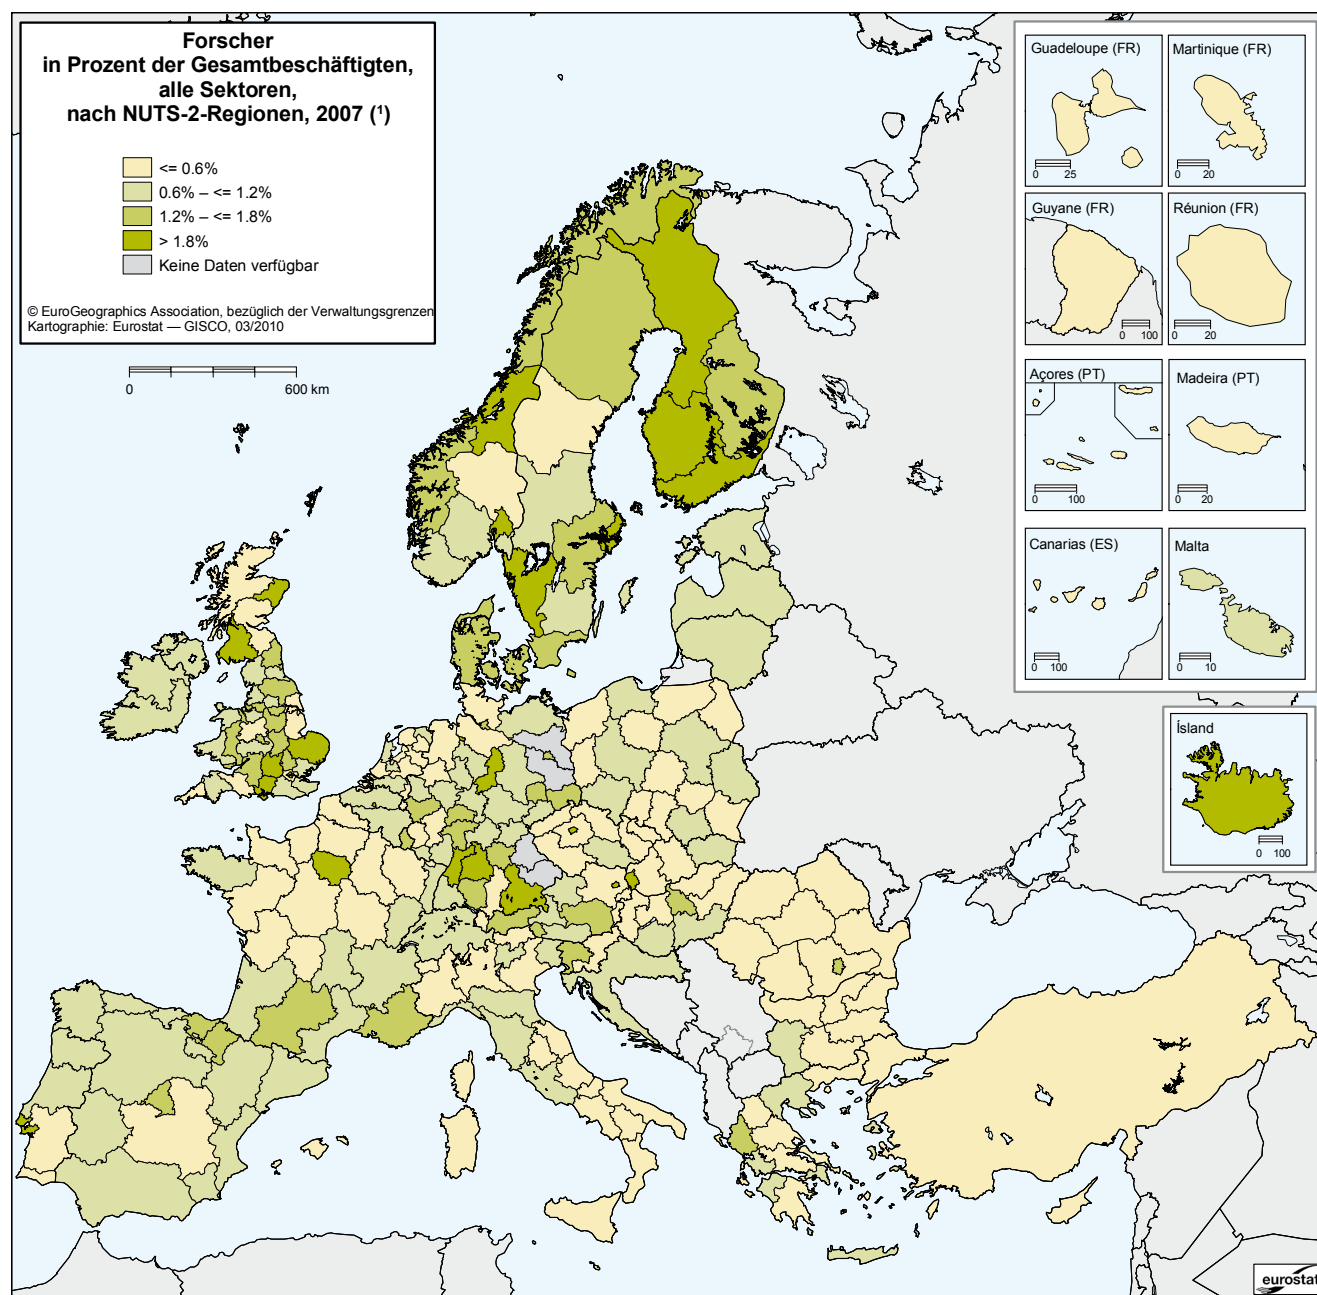 Forscher
in Prozent der Gesamtbeschäftigten,
alle Sektoren,
nach NUTS-2-Regionen, 2007 (¹)
<= 0.6%
0.6% – <= 1.2%
1.2% – <= 1.8%
> 1.8%
Keine Daten verfügbar
© EuroGeographics Association, bezüglich der Verwaltungsgrenzen
Kartographie: Eurostat — GISCO, 03/2010
0 600 km
Guadeloupe (FR)
0 25
Martinique (FR)
0 20
Guyane (FR)
0 100
Réunion (FR)
0 20
Açores (PT)
0 100
Madeira (PT)
0 20
Canarias (ES)
0 100
Malta
0 10
Ísland
0 100
eurostat